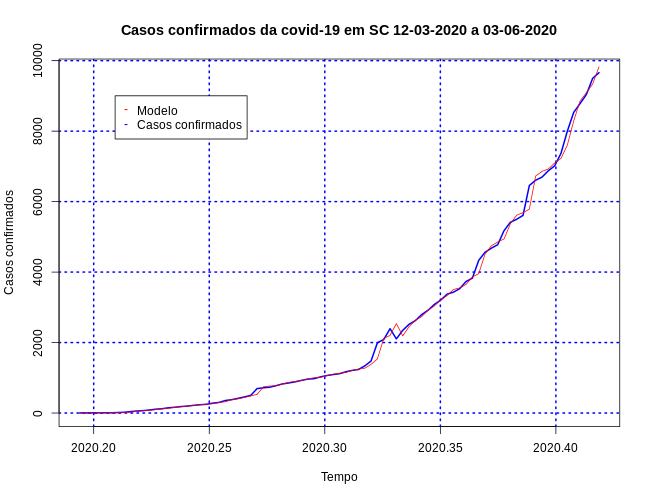 Casos confirmados da covid-19 em SC 12-03-2020 a 03-06-2020
10000
8000
6000
4000
2000
0
Casos confirmados
- Modelo
- Casos confirmados
2020.20 2020.25 2020.30 2020.35 2020.40
Tempo